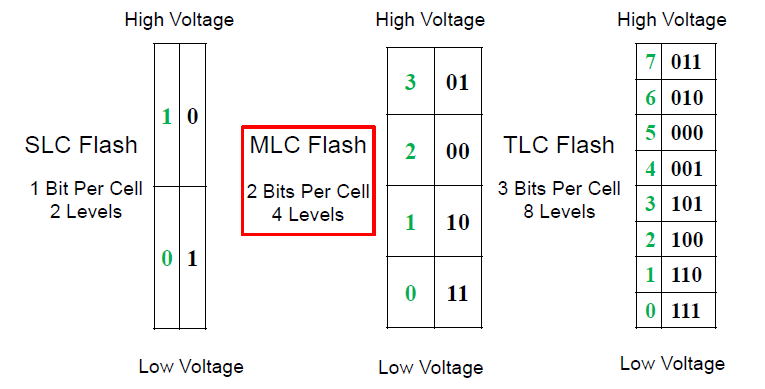 High Voltage
1 0
SLC Flash
1 Bit Per Cell
2 Levels
0 1
Low Voltage
High Voltage
3 01
MLC Flash
2 00
2 Bits Per Cell
4 Levels
1 10
0 11
Low Voltage
High Voltage
7 011
6 010
TLC Flash
5 000
4 001
3 Bits Per Cell
8 Levels
3 101
2 100
1 110
0 111
Low Voltage